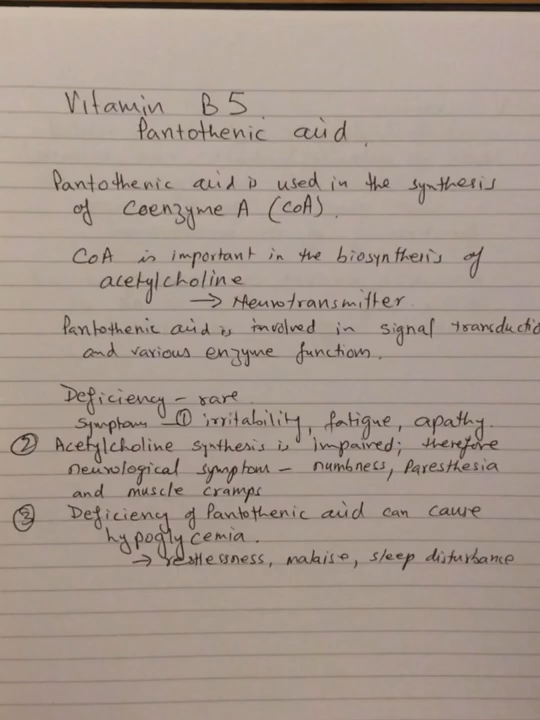 Vitamin B5
Pantothenic acid.
Pantothenic acid is used in the synthesis
of Coenzyme A (CoA).
CoA is important in the biosynthesis of
acetylcholine
→ Neurotransmitter.
Pantothenic acid is involved in signal transductio
and various enzyme functions.
Deficiency - rare
Symptom - ① irritability, fatigue, apathy.
② Acetylcholine synthesis is impaired; therefore
neurological symptom - numbness, Paresthesia
and muscle cramps
③ Deficiency of Pantothenic acid can cause
hypoglycemia.
→ restlessness, malaise, sleep disturbance